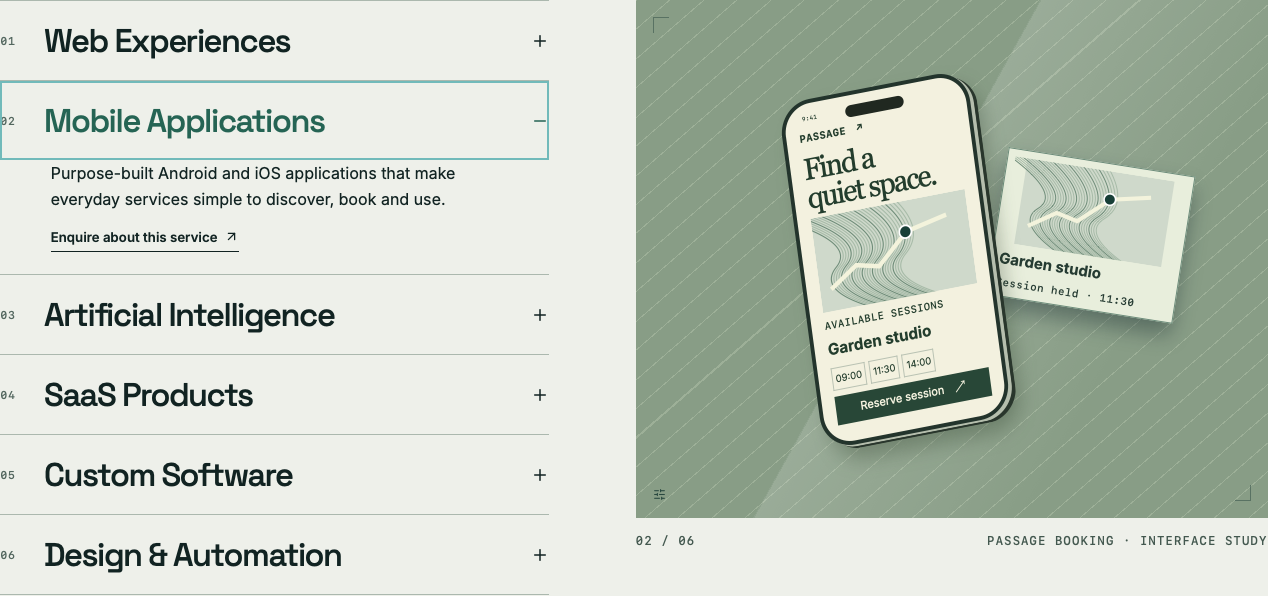 01 Web Experiences +
02 Mobile Applications −
Purpose-built Android and iOS applications that make
everyday services simple to discover, book and use.
Enquire about this service ↗
03 Artificial Intelligence +
04 SaaS Products +
05 Custom Software +
06 Design & Automation +
9:41
PASSAGE ↗
Find a
quiet space.
AVAILABLE SESSIONS
Garden studio
09:00 11:30 14:00
Reserve session ↗
Garden studio
ession held · 11:30
02 / 06
PASSAGE BOOKING · INTERFACE STUDY